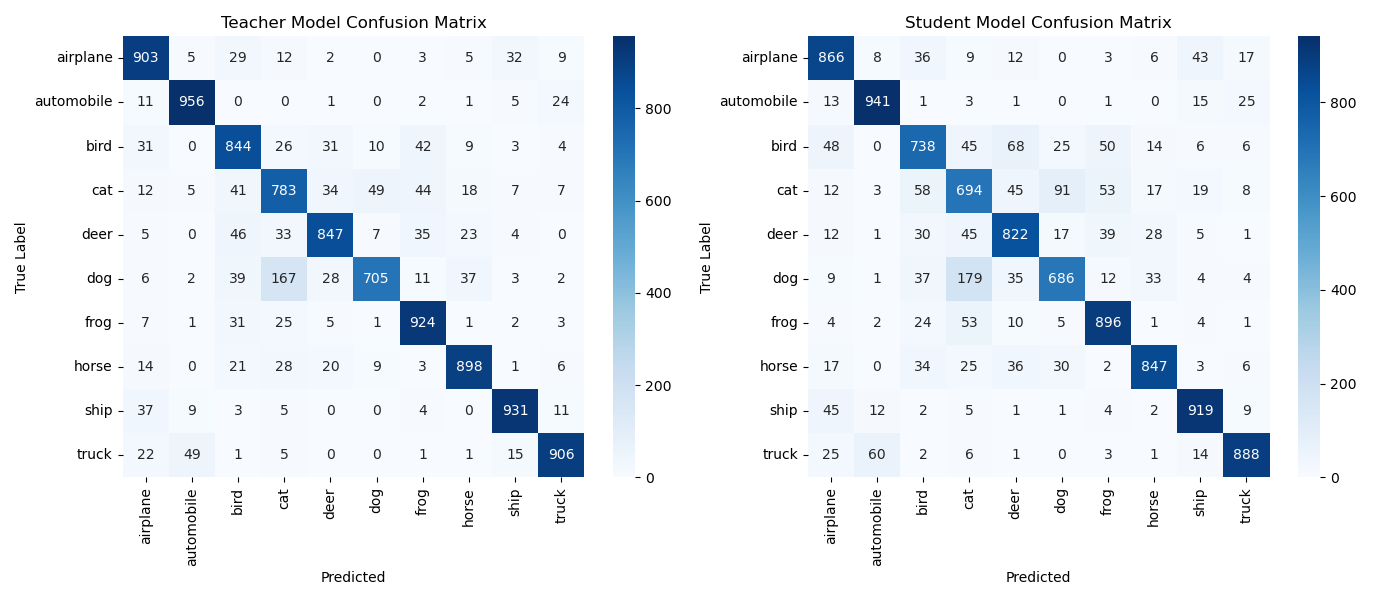 Teacher Model Confusion Matrix
airplane 903 5 29 12 2 0 3 5 32 9
automobile 11 956 0 0 1 0 2 1 5 24
bird 31 0 844 26 31 10 42 9 3 4
cat 12 5 41 783 34 49 44 18 7 7
deer 5 0 46 33 847 7 35 23 4 0
dog 6 2 39 167 28 705 11 37 3 2
frog 7 1 31 25 5 1 924 1 2 3
horse 14 0 21 28 20 9 3 898 1 6
ship 37 9 3 5 0 0 4 0 931 11
truck 22 49 1 5 0 0 1 1 15 906
airplane automobile bird cat deer dog frog horse ship truck
True Label
Predicted
800
600
400
200
0
Student Model Confusion Matrix
airplane 866 8 36 9 12 0 3 6 43 17
automobile 13 941 1 3 1 0 1 0 15 25
bird 48 0 738 45 68 25 50 14 6 6
cat 12 3 58 694 45 91 53 17 19 8
deer 12 1 30 45 822 17 39 28 5 1
dog 9 1 37 179 35 686 12 33 4 4
frog 4 2 24 53 10 5 896 1 4 1
horse 17 0 34 25 36 30 2 847 3 6
ship 45 12 2 5 1 1 4 2 919 9
truck 25 60 2 6 1 0 3 1 14 888
airplane automobile bird cat deer dog frog horse ship truck
True Label
Predicted
800
600
400
200
0